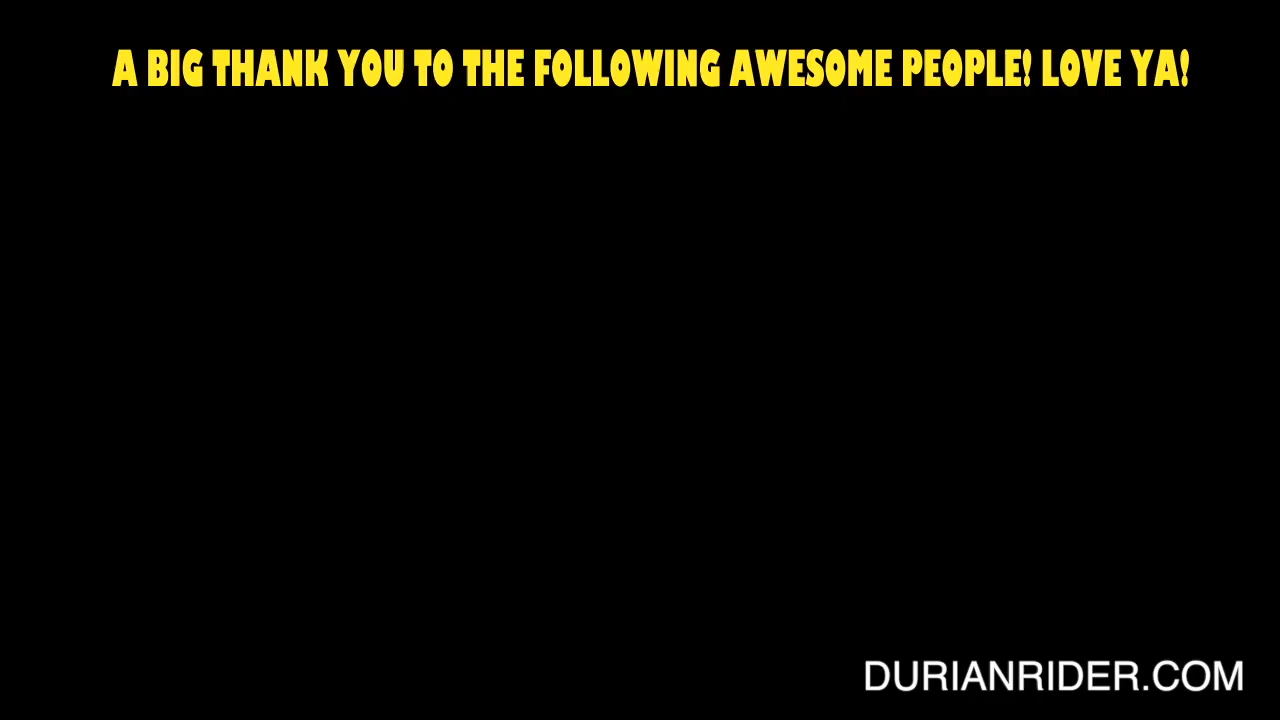 A BIG THANK YOU TO THE FOLLOWING AWESOME PEOPLE! LOVE YA!
DURIANRIDER.COM